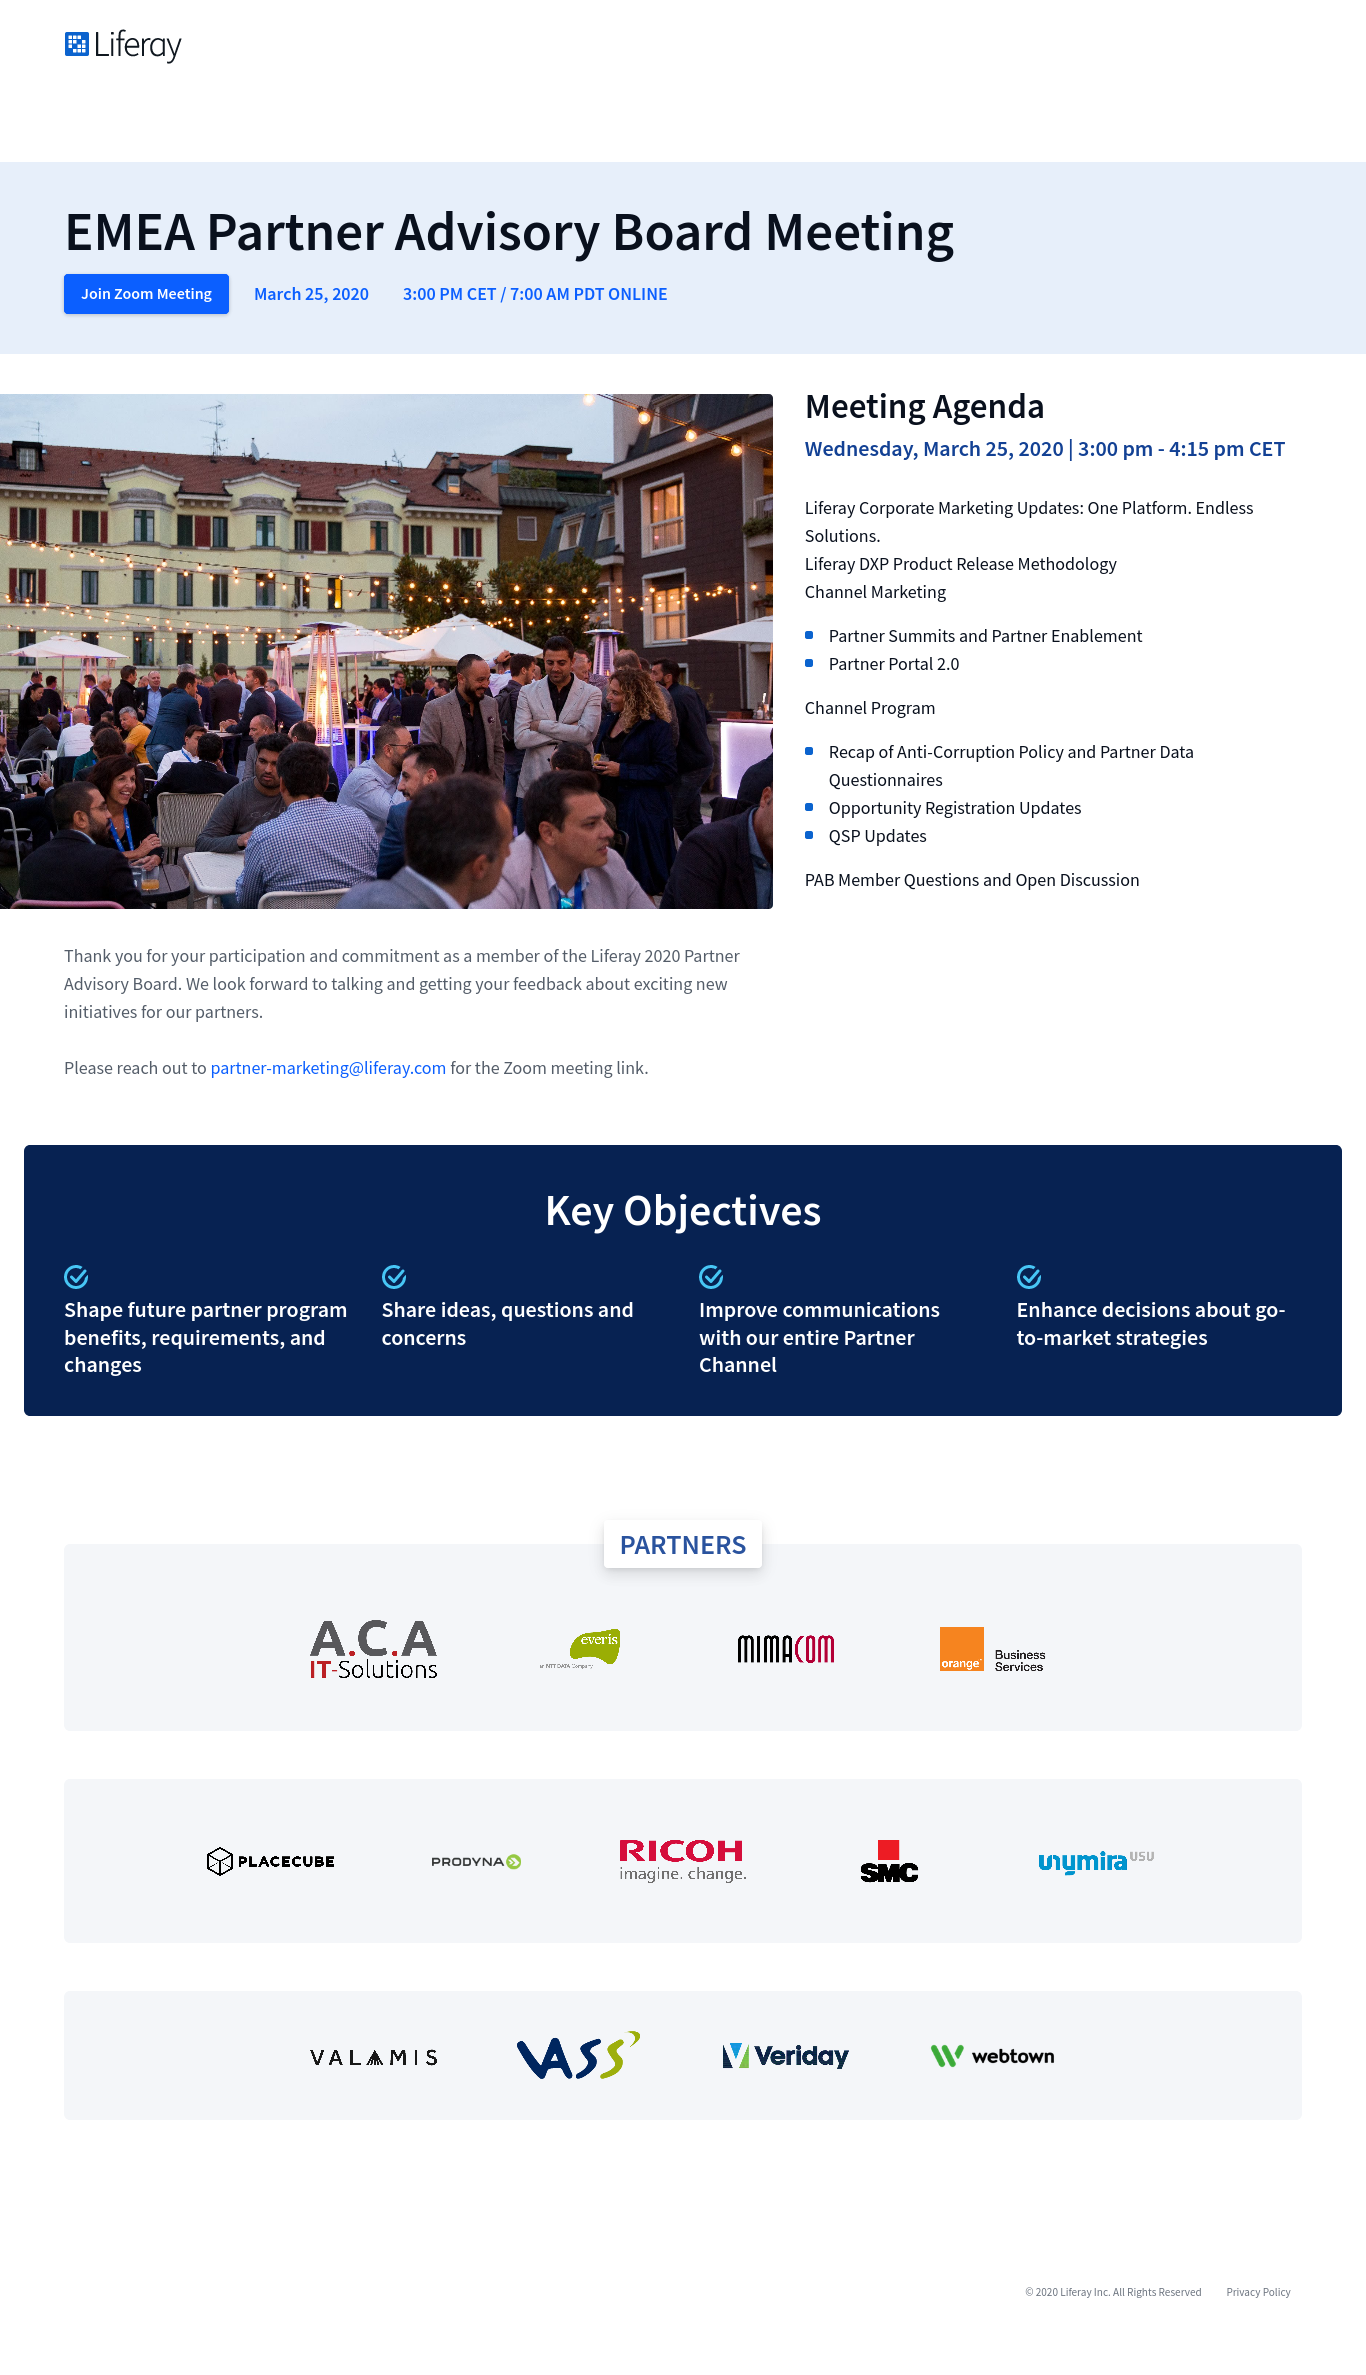 Liferay
EMEA Partner Advisory Board Meeting
Join Zoom Meeting
March 25, 2020
3:00 PM CET / 7:00 AM PDT ONLINE
Meeting Agenda
Wednesday, March 25, 2020 | 3:00 pm - 4:15 pm CET
Liferay Corporate Marketing Updates: One Platform. Endless
Solutions.
Liferay DXP Product Release Methodology
Channel Marketing
Partner Summits and Partner Enablement
Partner Portal 2.0
Channel Program
Recap of Anti-Corruption Policy and Partner Data
Questionnaires
Opportunity Registration Updates
QSP Updates
PAB Member Questions and Open Discussion
Thank you for your participation and commitment as a member of the Liferay 2020 Partner
Advisory Board. We look forward to talking and getting your feedback about exciting new
initiatives for our partners.
Please reach out to partner-marketing@liferay.com for the Zoom meeting link.
Key Objectives
Shape future partner program
benefits, requirements, and
changes
Share ideas, questions and
concerns
Improve communications
with our entire Partner
Channel
Enhance decisions about go-
to-market strategies
PARTNERS
A.C.A
IT-Solutions
everis
an NTT DATA Company
mimacom
orange
Business
Services
PLACECUBE
PRODYNA
RICOH
imagine. change.
SMC
unymira USU
VALAMIS
VASS
Veriday
webtown
© 2020 Liferay Inc. All Rights Reserved
Privacy Policy